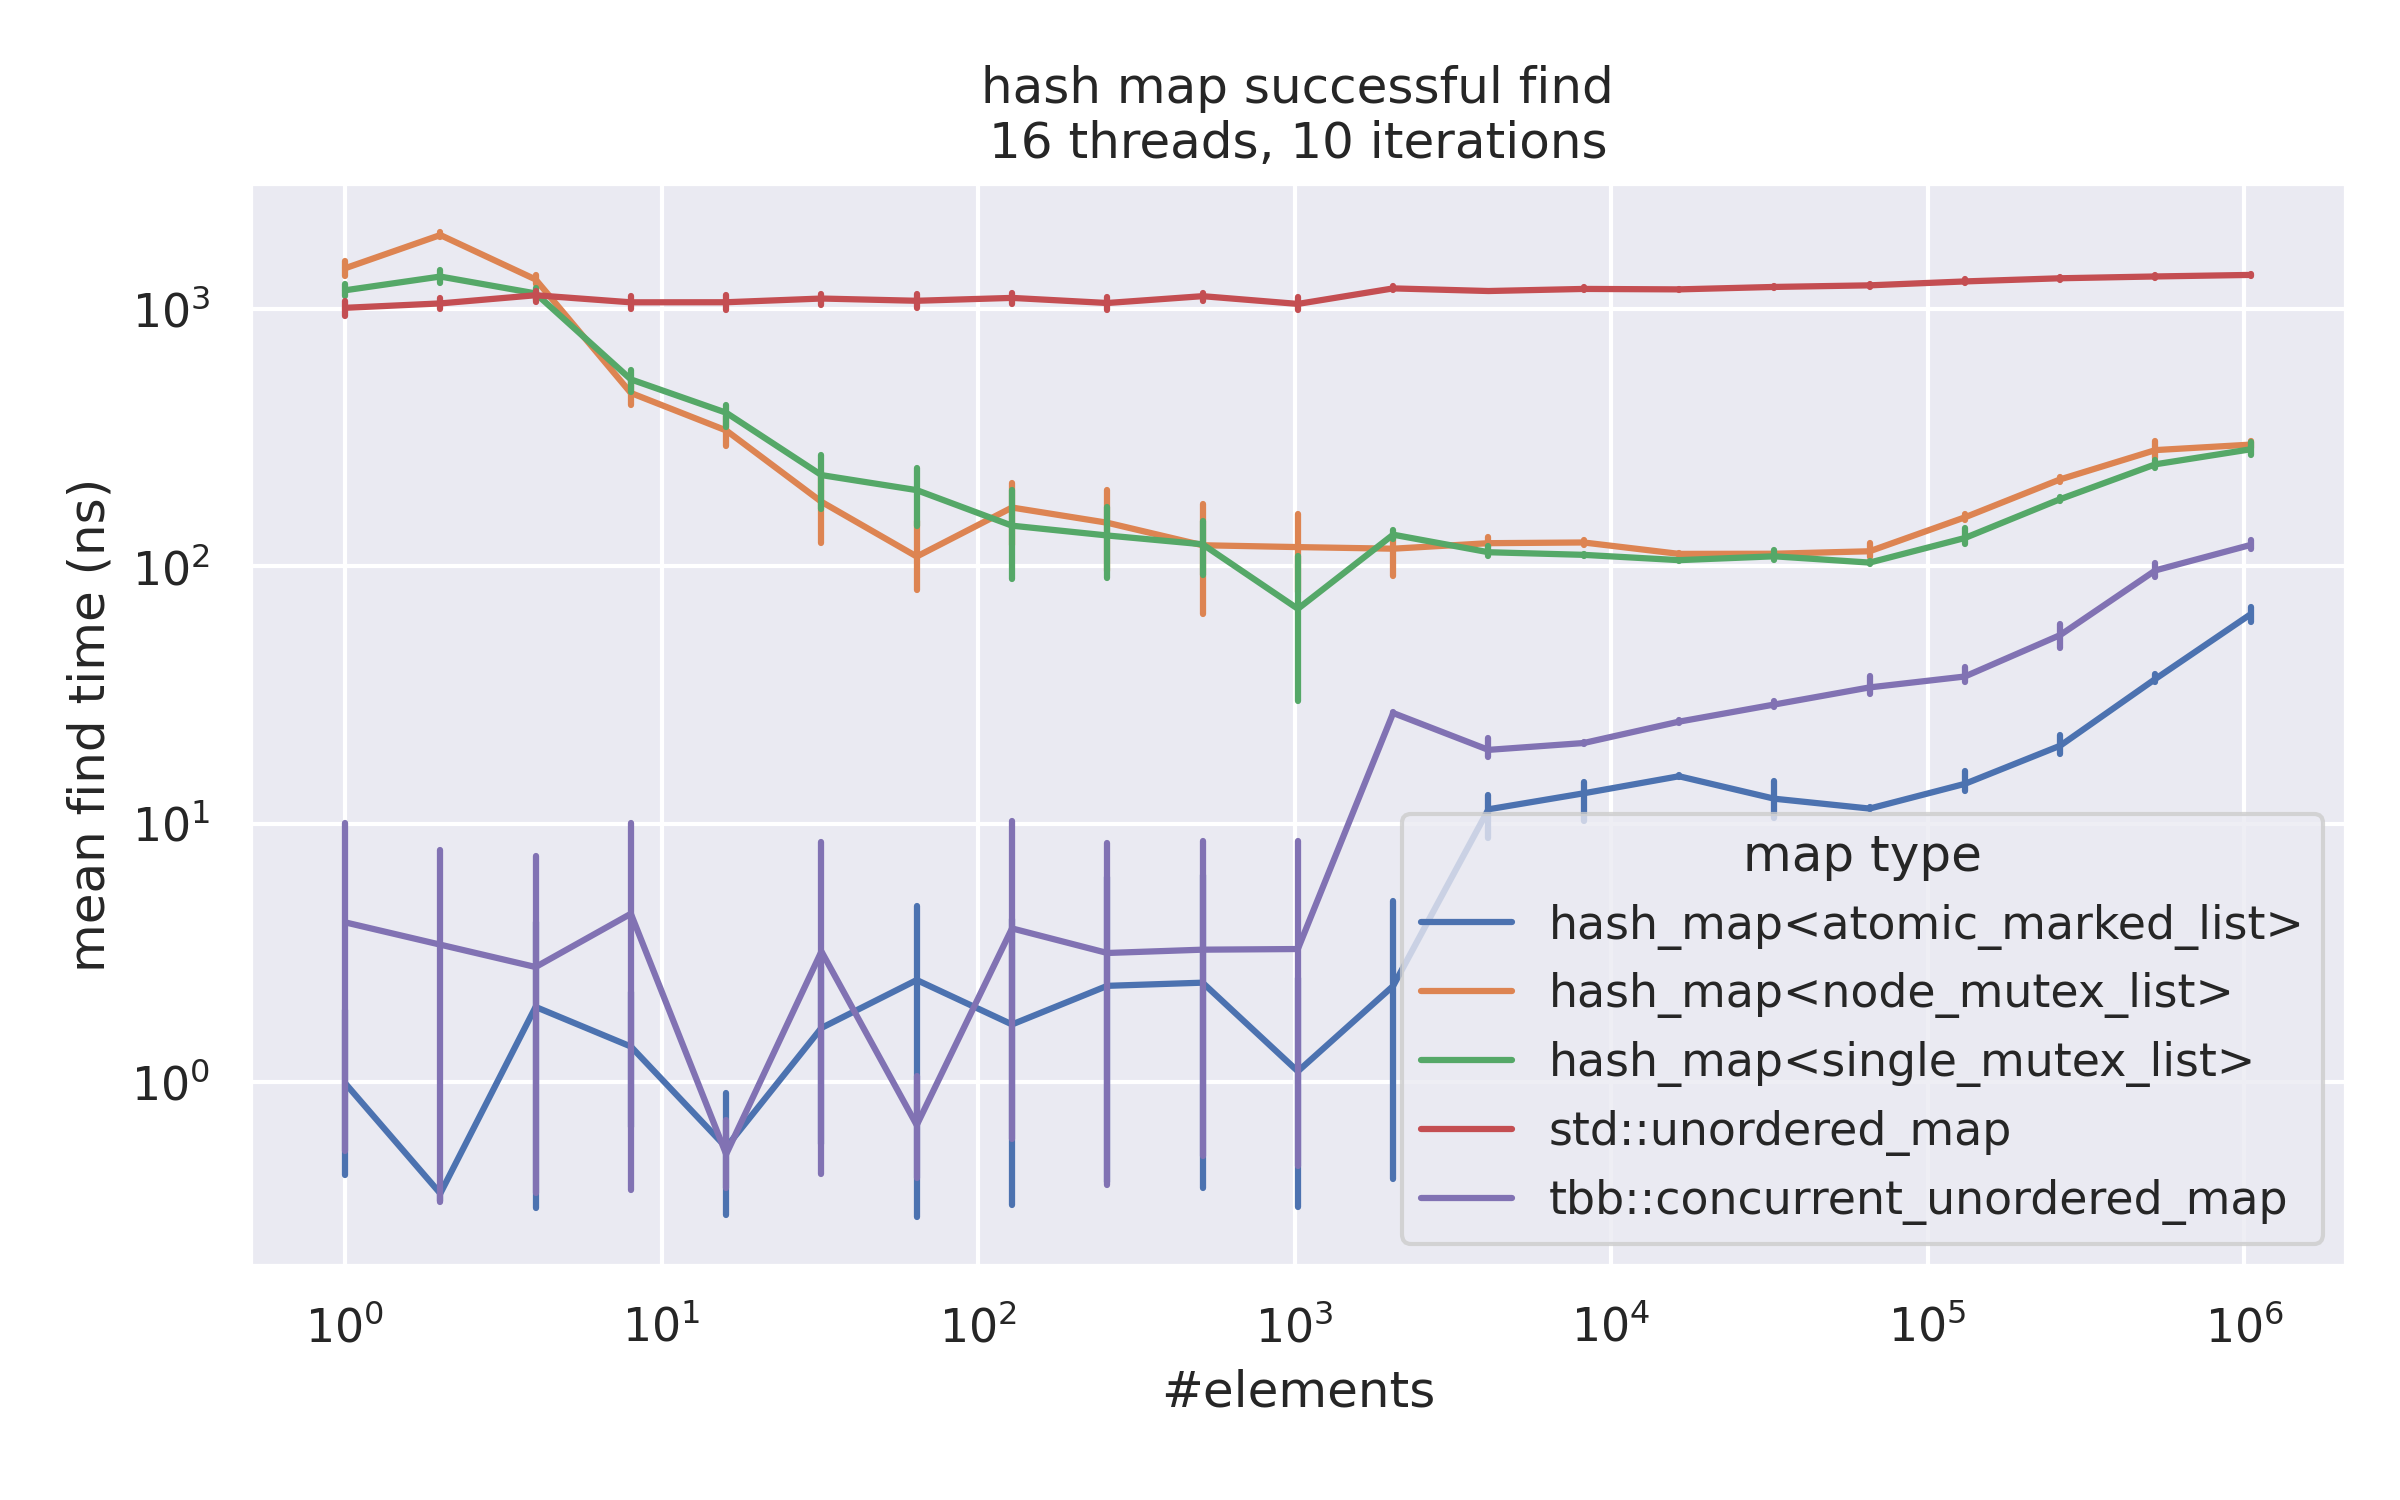 hash map successful find
16 threads, 10 iterations
mean find time (ns)
10³
10²
10¹
10⁰
map type
hash_map<atomic_marked_list>
hash_map<node_mutex_list>
hash_map<single_mutex_list>
std::unordered_map
tbb::concurrent_unordered_map
10⁰ 10¹ 10² 10³ 10⁴ 10⁵ 10⁶
#elements